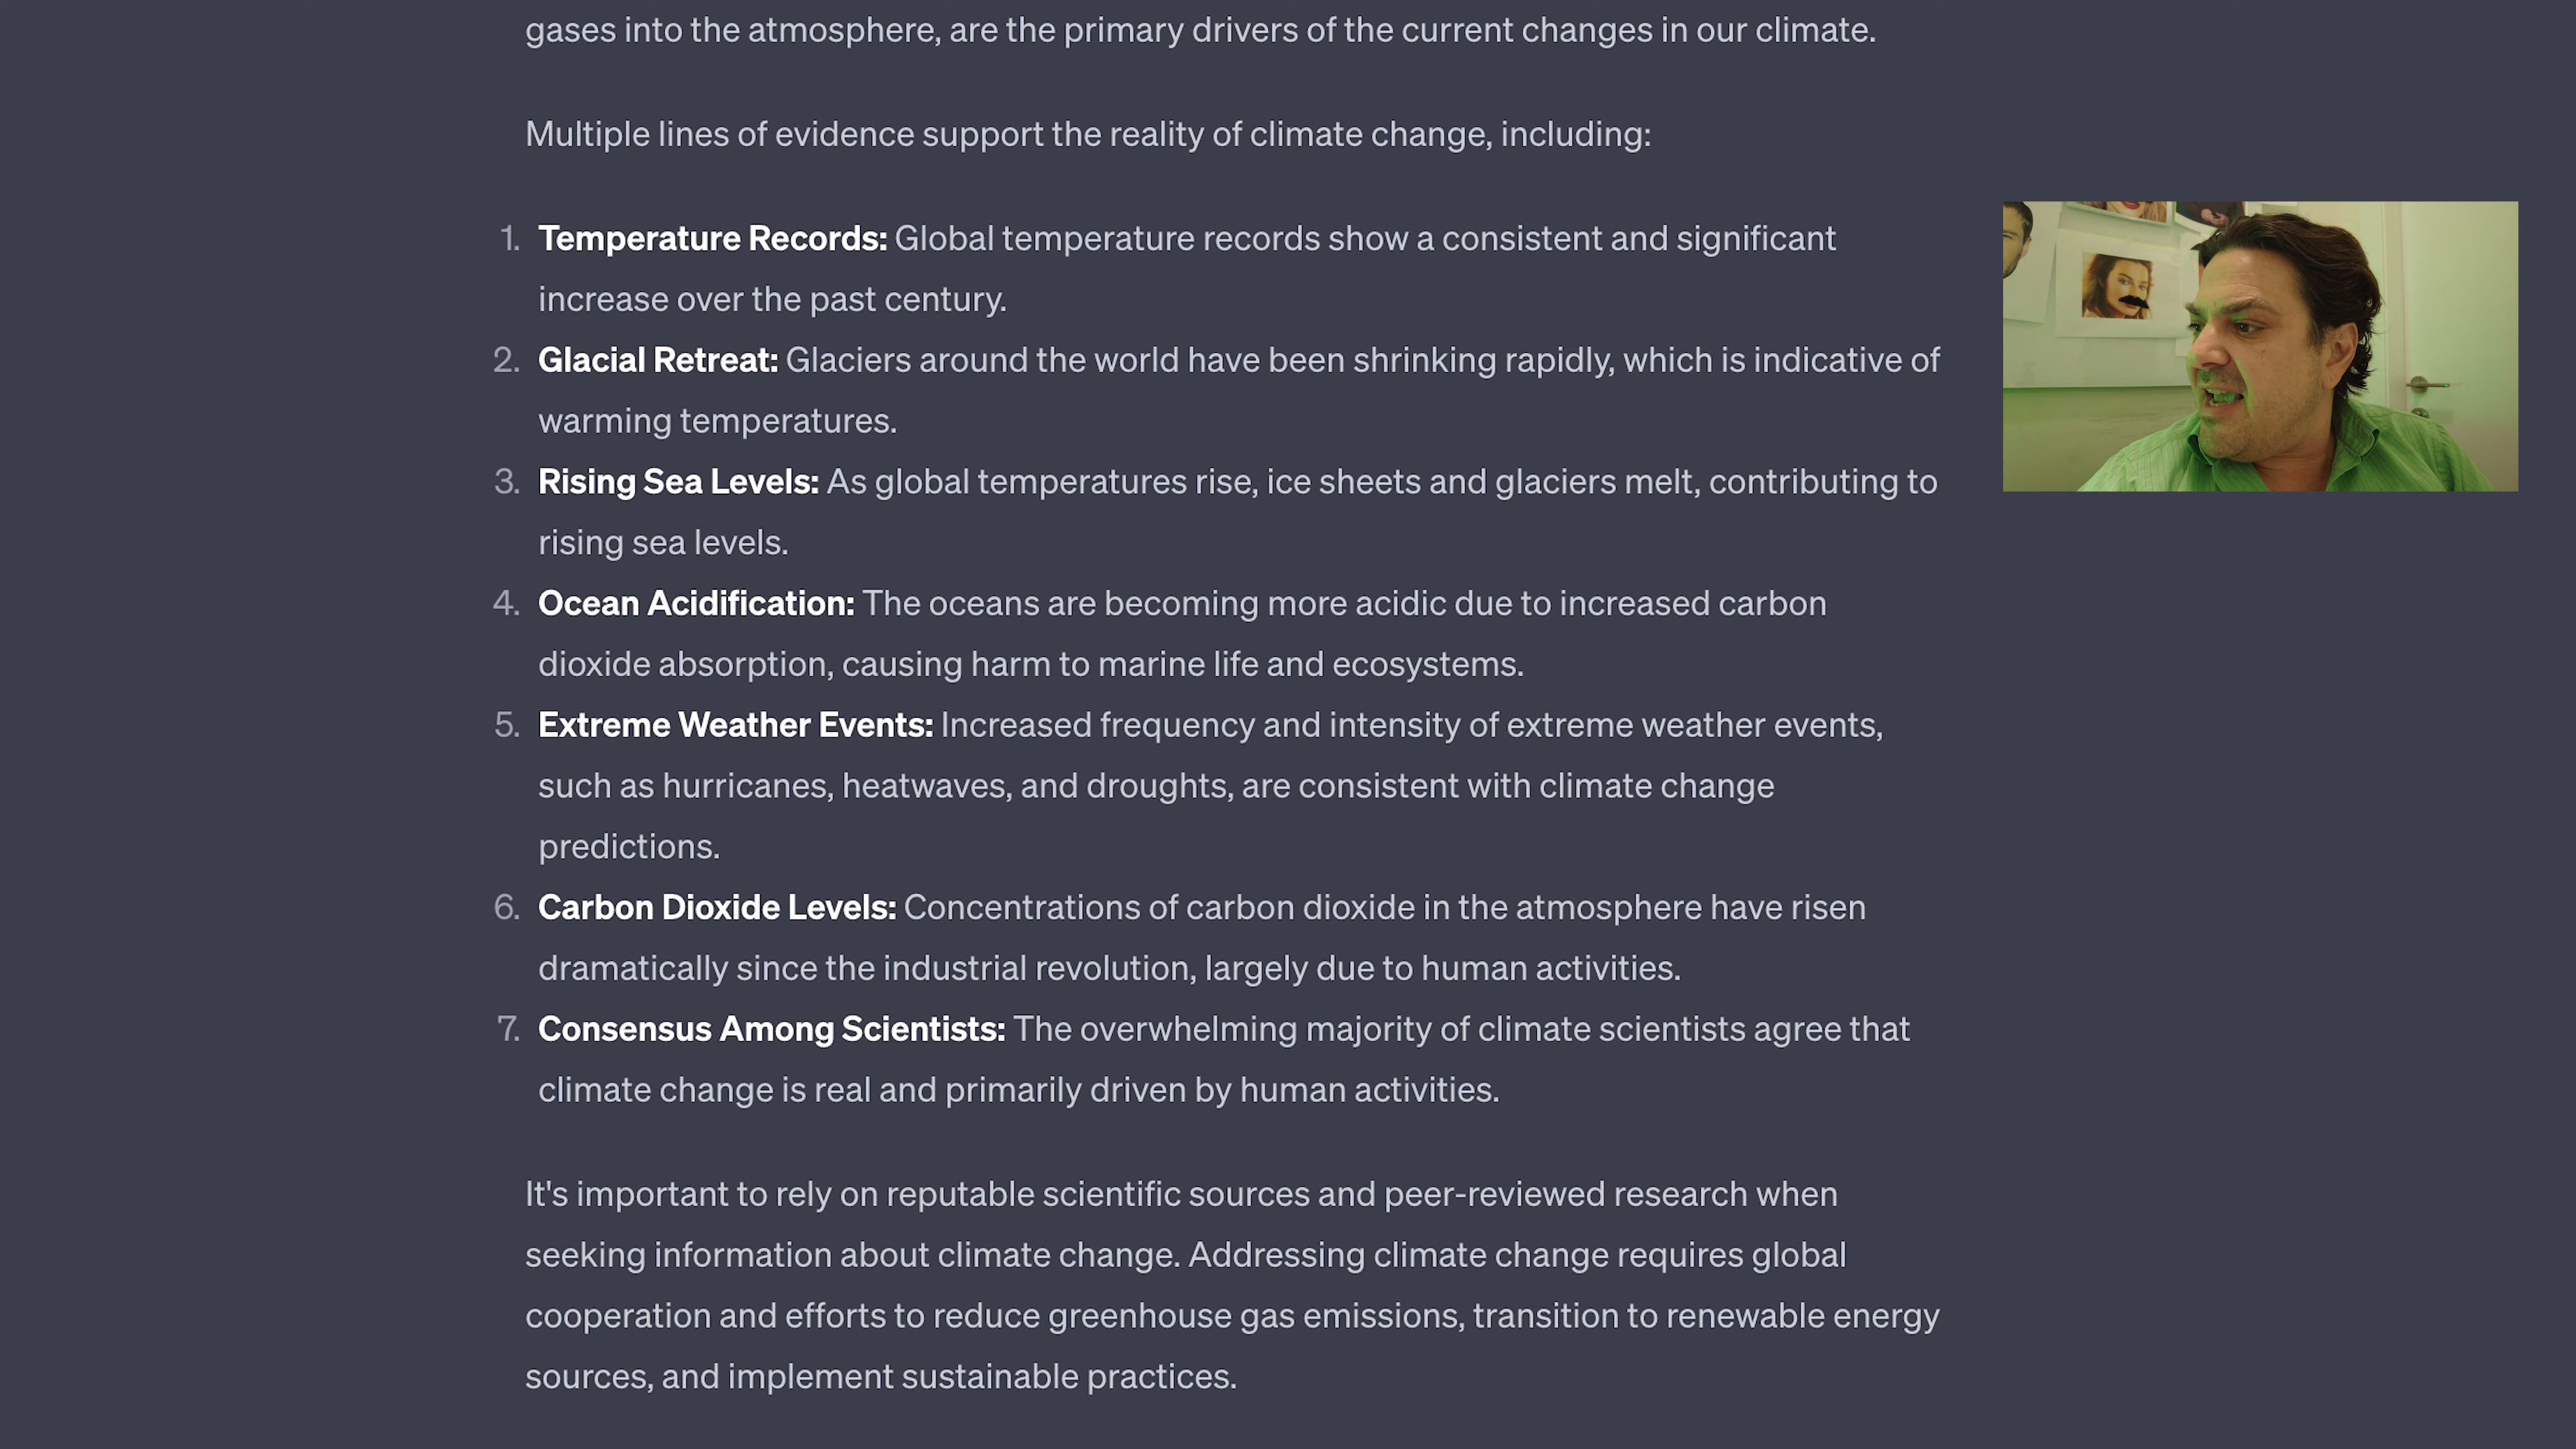 gases into the atmosphere, are the primary drivers of the current changes in our climate.
Multiple lines of evidence support the reality of climate change, including:
1. Temperature Records: Global temperature records show a consistent and significant
increase over the past century.
2. Glacial Retreat: Glaciers around the world have been shrinking rapidly, which is indicative of
warming temperatures.
3. Rising Sea Levels: As global temperatures rise, ice sheets and glaciers melt, contributing to
rising sea levels.
4. Ocean Acidification: The oceans are becoming more acidic due to increased carbon
dioxide absorption, causing harm to marine life and ecosystems.
5. Extreme Weather Events: Increased frequency and intensity of extreme weather events,
such as hurricanes, heatwaves, and droughts, are consistent with climate change
predictions.
6. Carbon Dioxide Levels: Concentrations of carbon dioxide in the atmosphere have risen
dramatically since the industrial revolution, largely due to human activities.
7. Consensus Among Scientists: The overwhelming majority of climate scientists agree that
climate change is real and primarily driven by human activities.
It's important to rely on reputable scientific sources and peer-reviewed research when
seeking information about climate change. Addressing climate change requires global
cooperation and efforts to reduce greenhouse gas emissions, transition to renewable energy
sources, and implement sustainable practices.